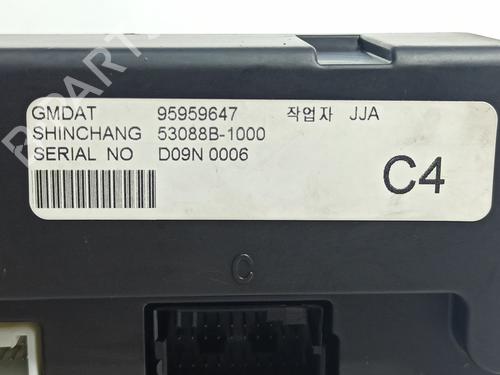 GMDAT 95959647 작업자 JJA
SHINCHANG 53088B-1000
SERIAL NO D09N 0006
C4
C